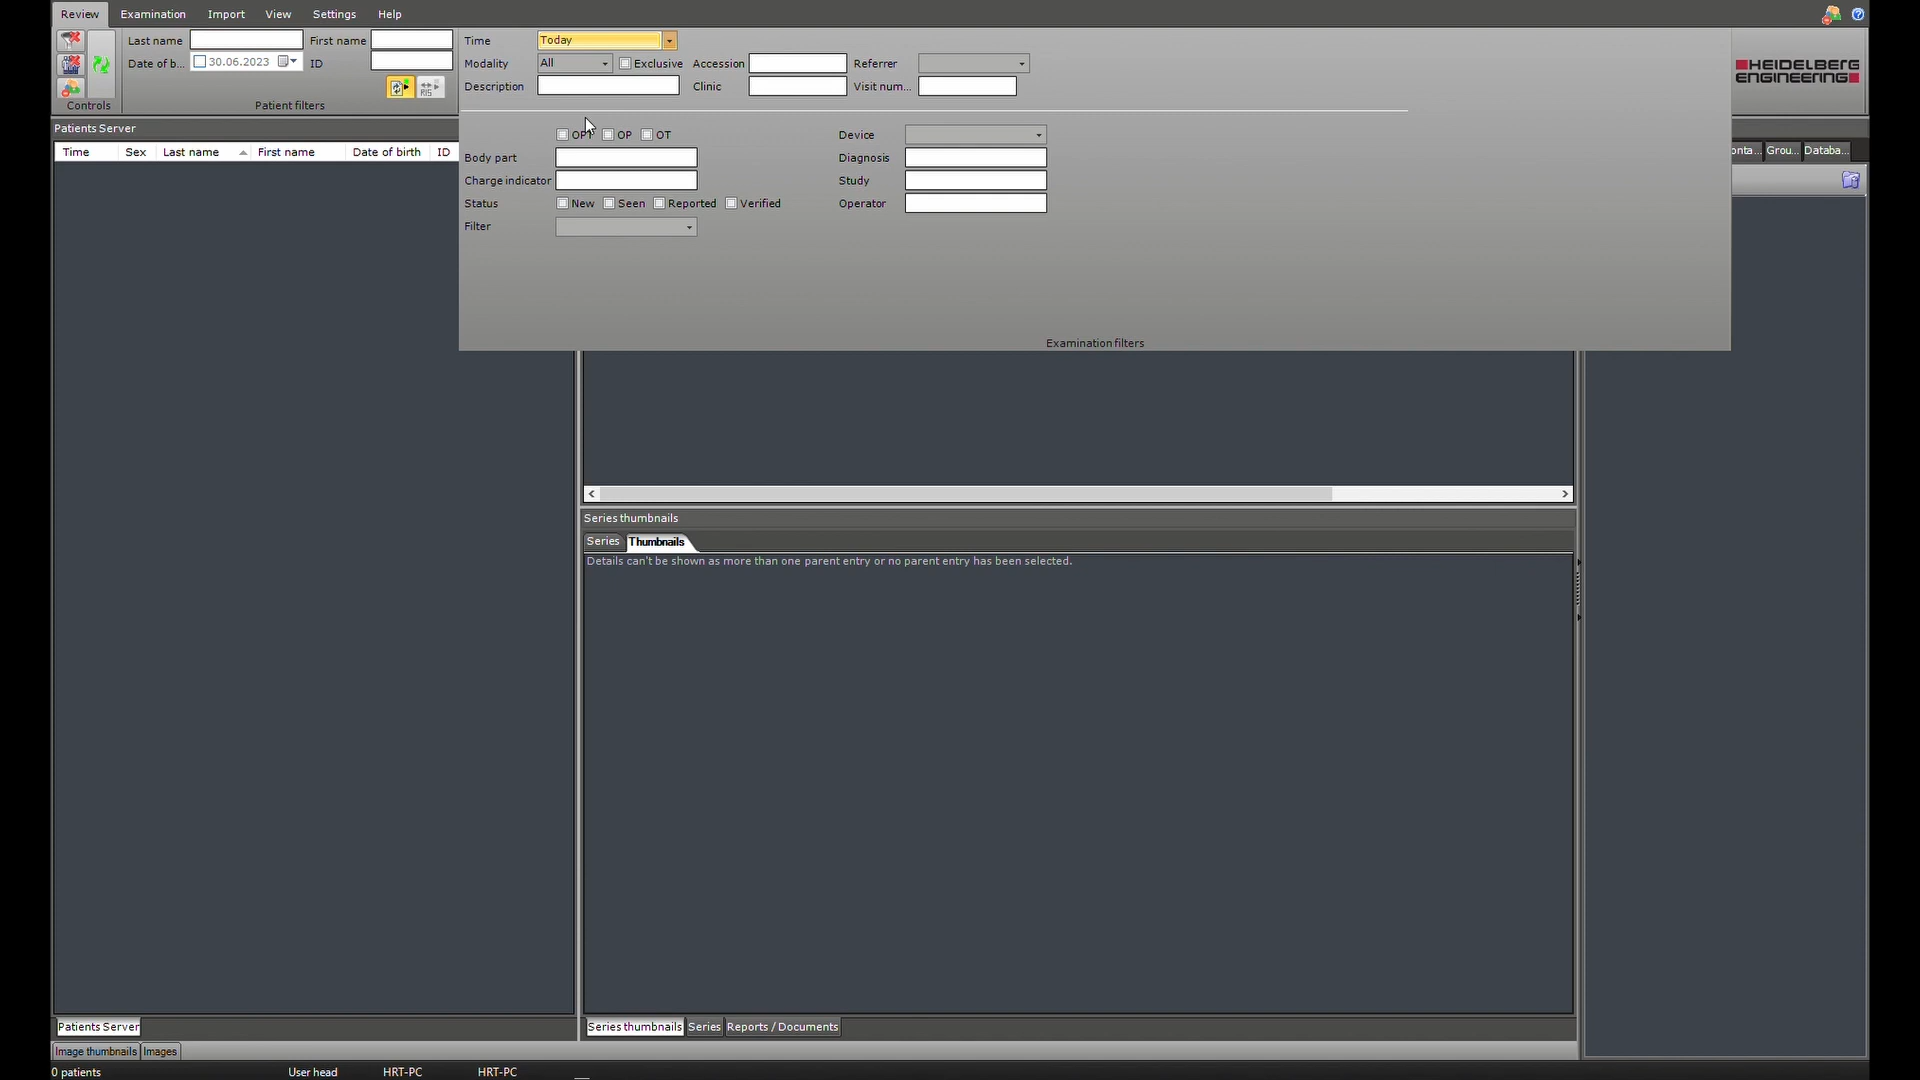 Review Examination Import View Settings Help
Last name First name Time Today
Date of b... 30.06.2023 ID Modality All Exclusive Accession Referrer
Description Clinic Visit num...
Controls Patient filters
HEIDELBERG
ENGINEERING
Patients Server
OP OT Device
Time Sex Last name First name Date of birth ID
Body part Diagnosis
onta... Grou... Databa...
Charge indicator Study
Status New Seen Reported Verified Operator
Filter
Examination filters
Series thumbnails
Series Thumbnails
Details can't be shown as more than one parent entry or no parent entry has been selected.
Patients Server
Series thumbnails Series Reports / Documents
Image thumbnails Images
0 patients User head HRT-PC HRT-PC